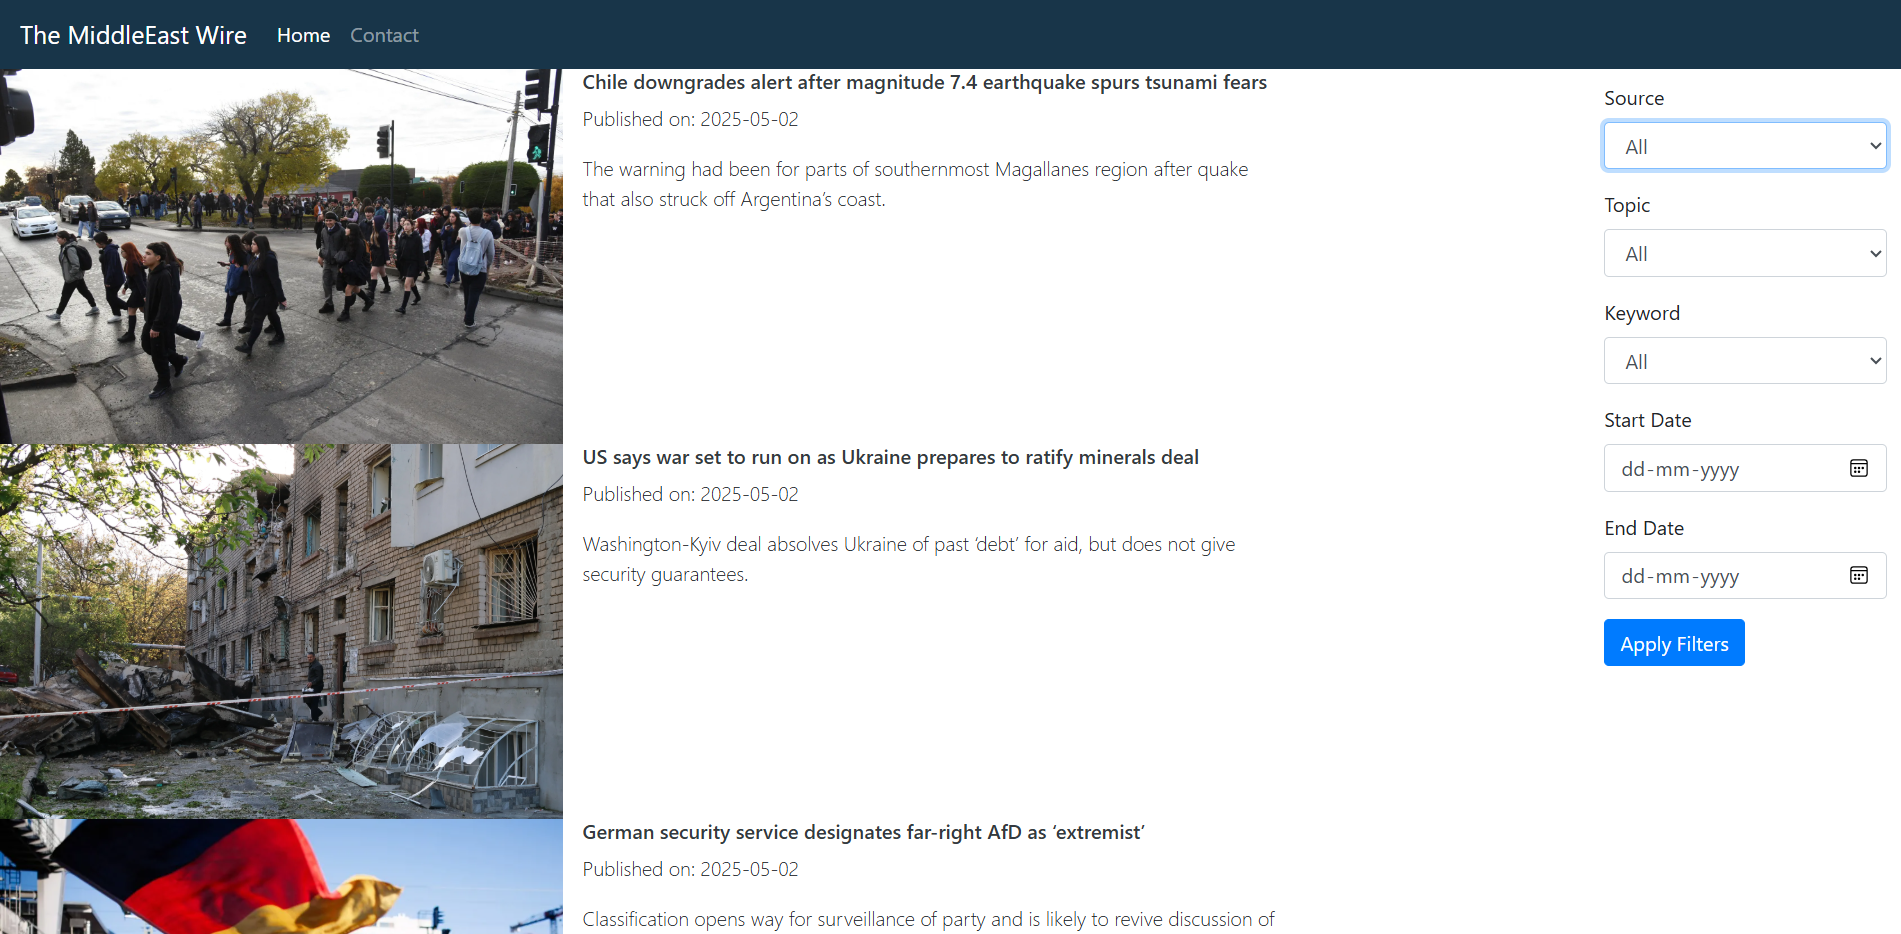 The MiddleEast Wire Home Contact
Chile downgrades alert after magnitude 7.4 earthquake spurs tsunami fears
Published on: 2025-05-02
The warning had been for parts of southernmost Magallanes region after quake
that also struck off Argentina’s coast.
US says war set to run on as Ukraine prepares to ratify minerals deal
Published on: 2025-05-02
Washington-Kyiv deal absolves Ukraine of past ‘debt’ for aid, but does not give
security guarantees.
German security service designates far-right AfD as ‘extremist’
Published on: 2025-05-02
Classification opens way for surveillance of party and is likely to revive discussion of
Source
All
Topic
All
Keyword
All
Start Date
dd-mm-yyyy
End Date
dd-mm-yyyy
Apply Filters